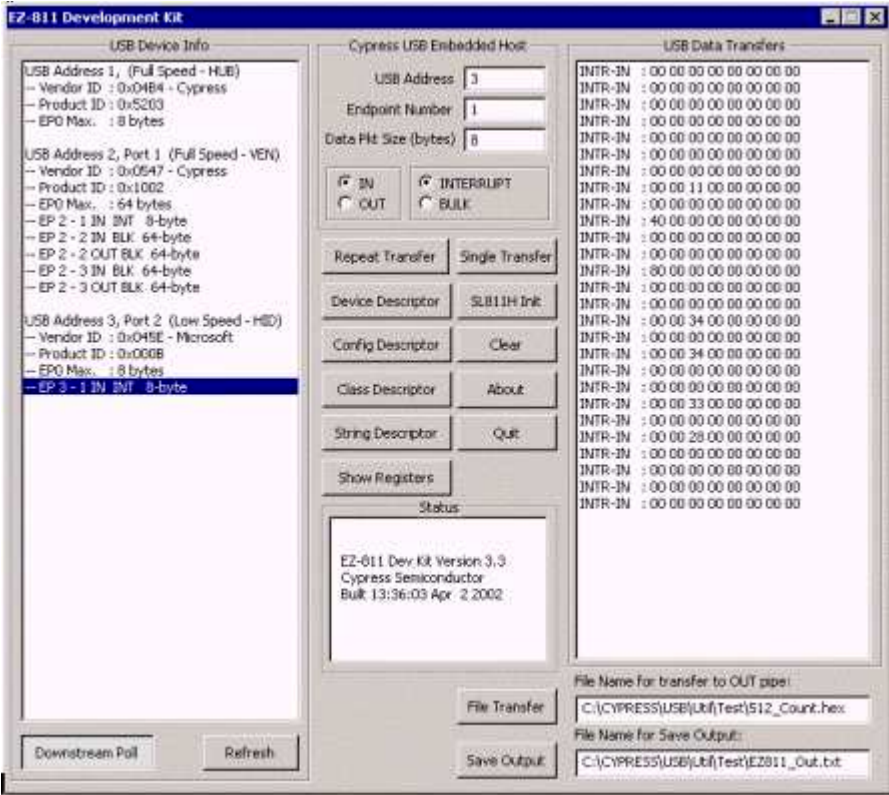 EZ-811 Development Kit
USB Device Info
USB Address 1, (Full Speed - HUB)
-- Vendor ID : 0x04B4 - Cypress
-- Product ID : 0x5203
-- EP0 Max. : 8 bytes
USB Address 2, Port 1 (Full Speed - VEN)
-- Vendor ID : 0x0547 - Cypress
-- Product ID : 0x1002
-- EP0 Max. : 64 bytes
-- EP 2 - 1 IN INT 8-byte
-- EP 2 - 2 IN BLK 64-byte
-- EP 2 - 2 OUT BLK 64-byte
-- EP 2 - 3 IN BLK 64-byte
-- EP 2 - 3 OUT BLK 64-byte
USB Address 3, Port 2 (Low Speed - HID)
-- Vendor ID : 0x045E - Microsoft
-- Product ID : 0x000B
-- EP0 Max. : 8 bytes
-- EP 3 - 1 IN INT 8-byte
Downstream Poll
Refresh
Cypress USB Embedded Host
USB Address 3
Endpoint Number 1
Data Pkt Size (bytes) 8
IN
OUT
INTERRUPT
BULK
Repeat Transfer
Single Transfer
Device Descriptor
SL811H Init
Config Descriptor
Clear
Class Descriptor
About
String Descriptor
Quit
Show Registers
Status
EZ-811 Dev Kit Version 3.3
Cypress Semiconductor
Built 13:36:03 Apr 2 2002
File Transfer
Save Output
USB Data Transfers
INTR-IN : 00 00 00 00 00 00 00 00
INTR-IN : 00 00 00 00 00 00 00 00
INTR-IN : 00 00 00 00 00 00 00 00
INTR-IN : 00 00 00 00 00 00 00 00
INTR-IN : 00 00 00 00 00 00 00 00
INTR-IN : 00 00 00 00 00 00 00 00
INTR-IN : 00 00 00 00 00 00 00 00
INTR-IN : 00 00 11 00 00 00 00 00
INTR-IN : 00 00 00 00 00 00 00 00
INTR-IN : 40 00 00 00 00 00 00 00
INTR-IN : 00 00 00 00 00 00 00 00
INTR-IN : 00 00 00 00 00 00 00 00
INTR-IN : 80 00 00 00 00 00 00 00
INTR-IN : 00 00 00 00 00 00 00 00
INTR-IN : 00 00 00 00 00 00 00 00
INTR-IN : 00 00 34 00 00 00 00 00
INTR-IN : 00 00 00 00 00 00 00 00
INTR-IN : 00 00 34 00 00 00 00 00
INTR-IN : 00 00 00 00 00 00 00 00
INTR-IN : 00 00 00 00 00 00 00 00
INTR-IN : 00 00 33 00 00 00 00 00
INTR-IN : 00 00 00 00 00 00 00 00
INTR-IN : 00 00 28 00 00 00 00 00
INTR-IN : 00 00 00 00 00 00 00 00
INTR-IN : 00 00 00 00 00 00 00 00
INTR-IN : 00 00 00 00 00 00 00 00
INTR-IN : 00 00 00 00 00 00 00 00
File Name for transfer to OUT pipe:
C:\CYPRESS\USB\Util\Test\512_Count.hex
File Name for Save Output:
C:\CYPRESS\USB\Util\Test\EZ811_Out.txt